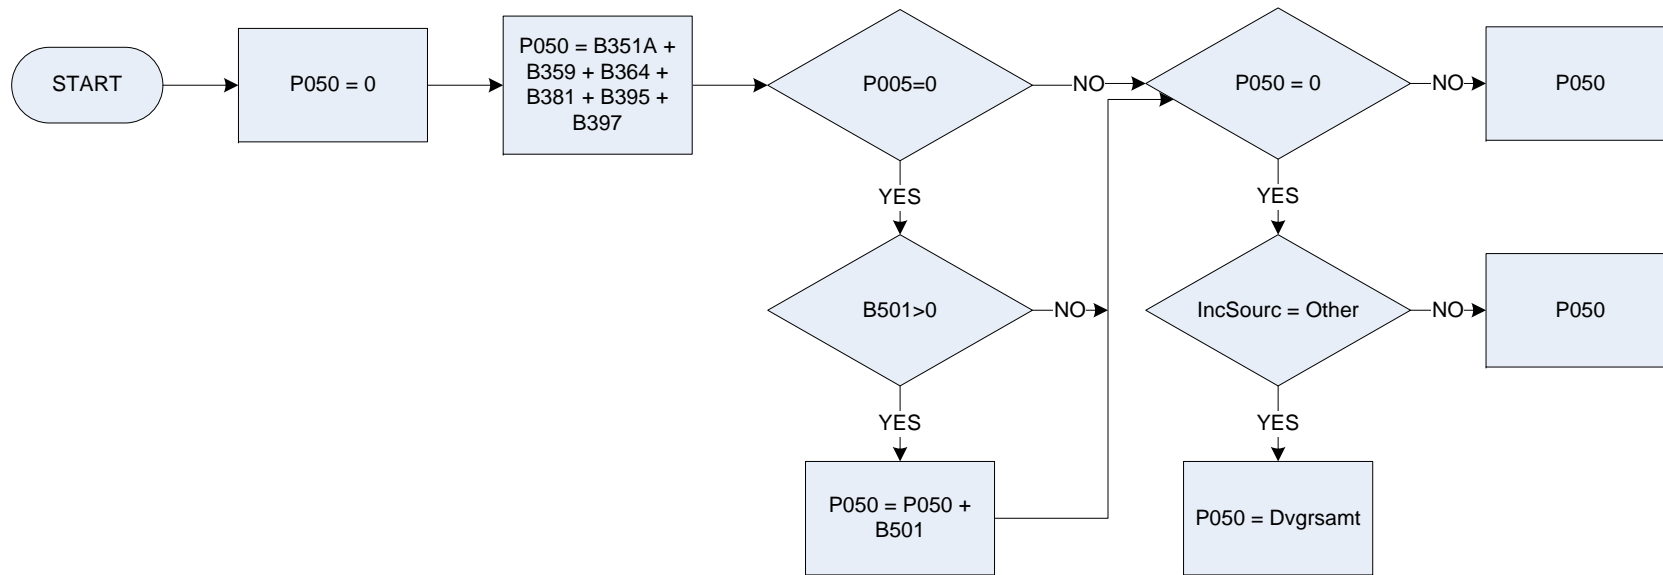 START
P050 = 0
P050 = B351A +
B359 + B364 +
B381 + B395 +
B397
P005=0
NO
P050 = 0
NO
P050
YES
YES
B501>0
NO
IncSourc = Other
NO
P050
YES
YES
P050 = P050 +
B501
P050 = Dvgrsamt